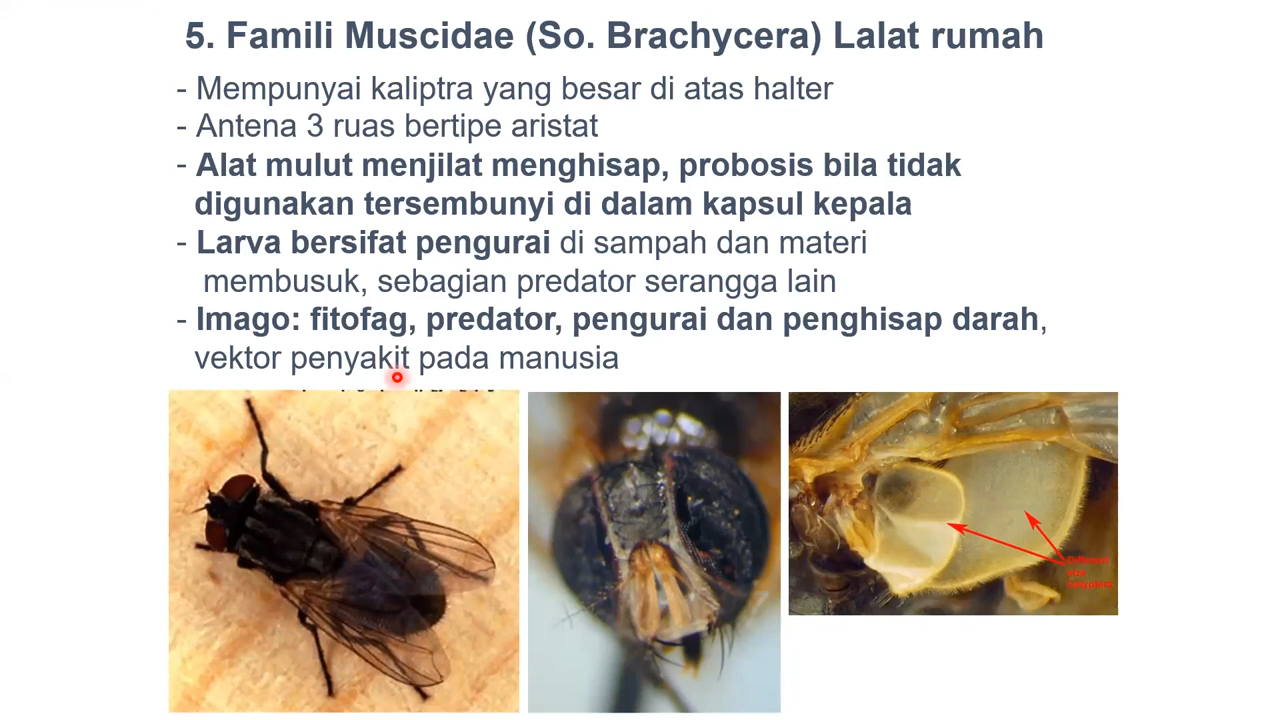 5. Famili Muscidae (So. Brachycera) Lalat rumah
- Mempunyai kaliptra yang besar di atas halter
- Antena 3 ruas bertipe aristat
- Alat mulut menjilat menghisap, probosis bila tidak
digunakan tersembunyi di dalam kapsul kepala
- Larva bersifat pengurai di sampah dan materi
membusuk, sebagian predator serangga lain
- Imago: fitofag, predator, pengurai dan penghisap darah,
vektor penyakit pada manusia